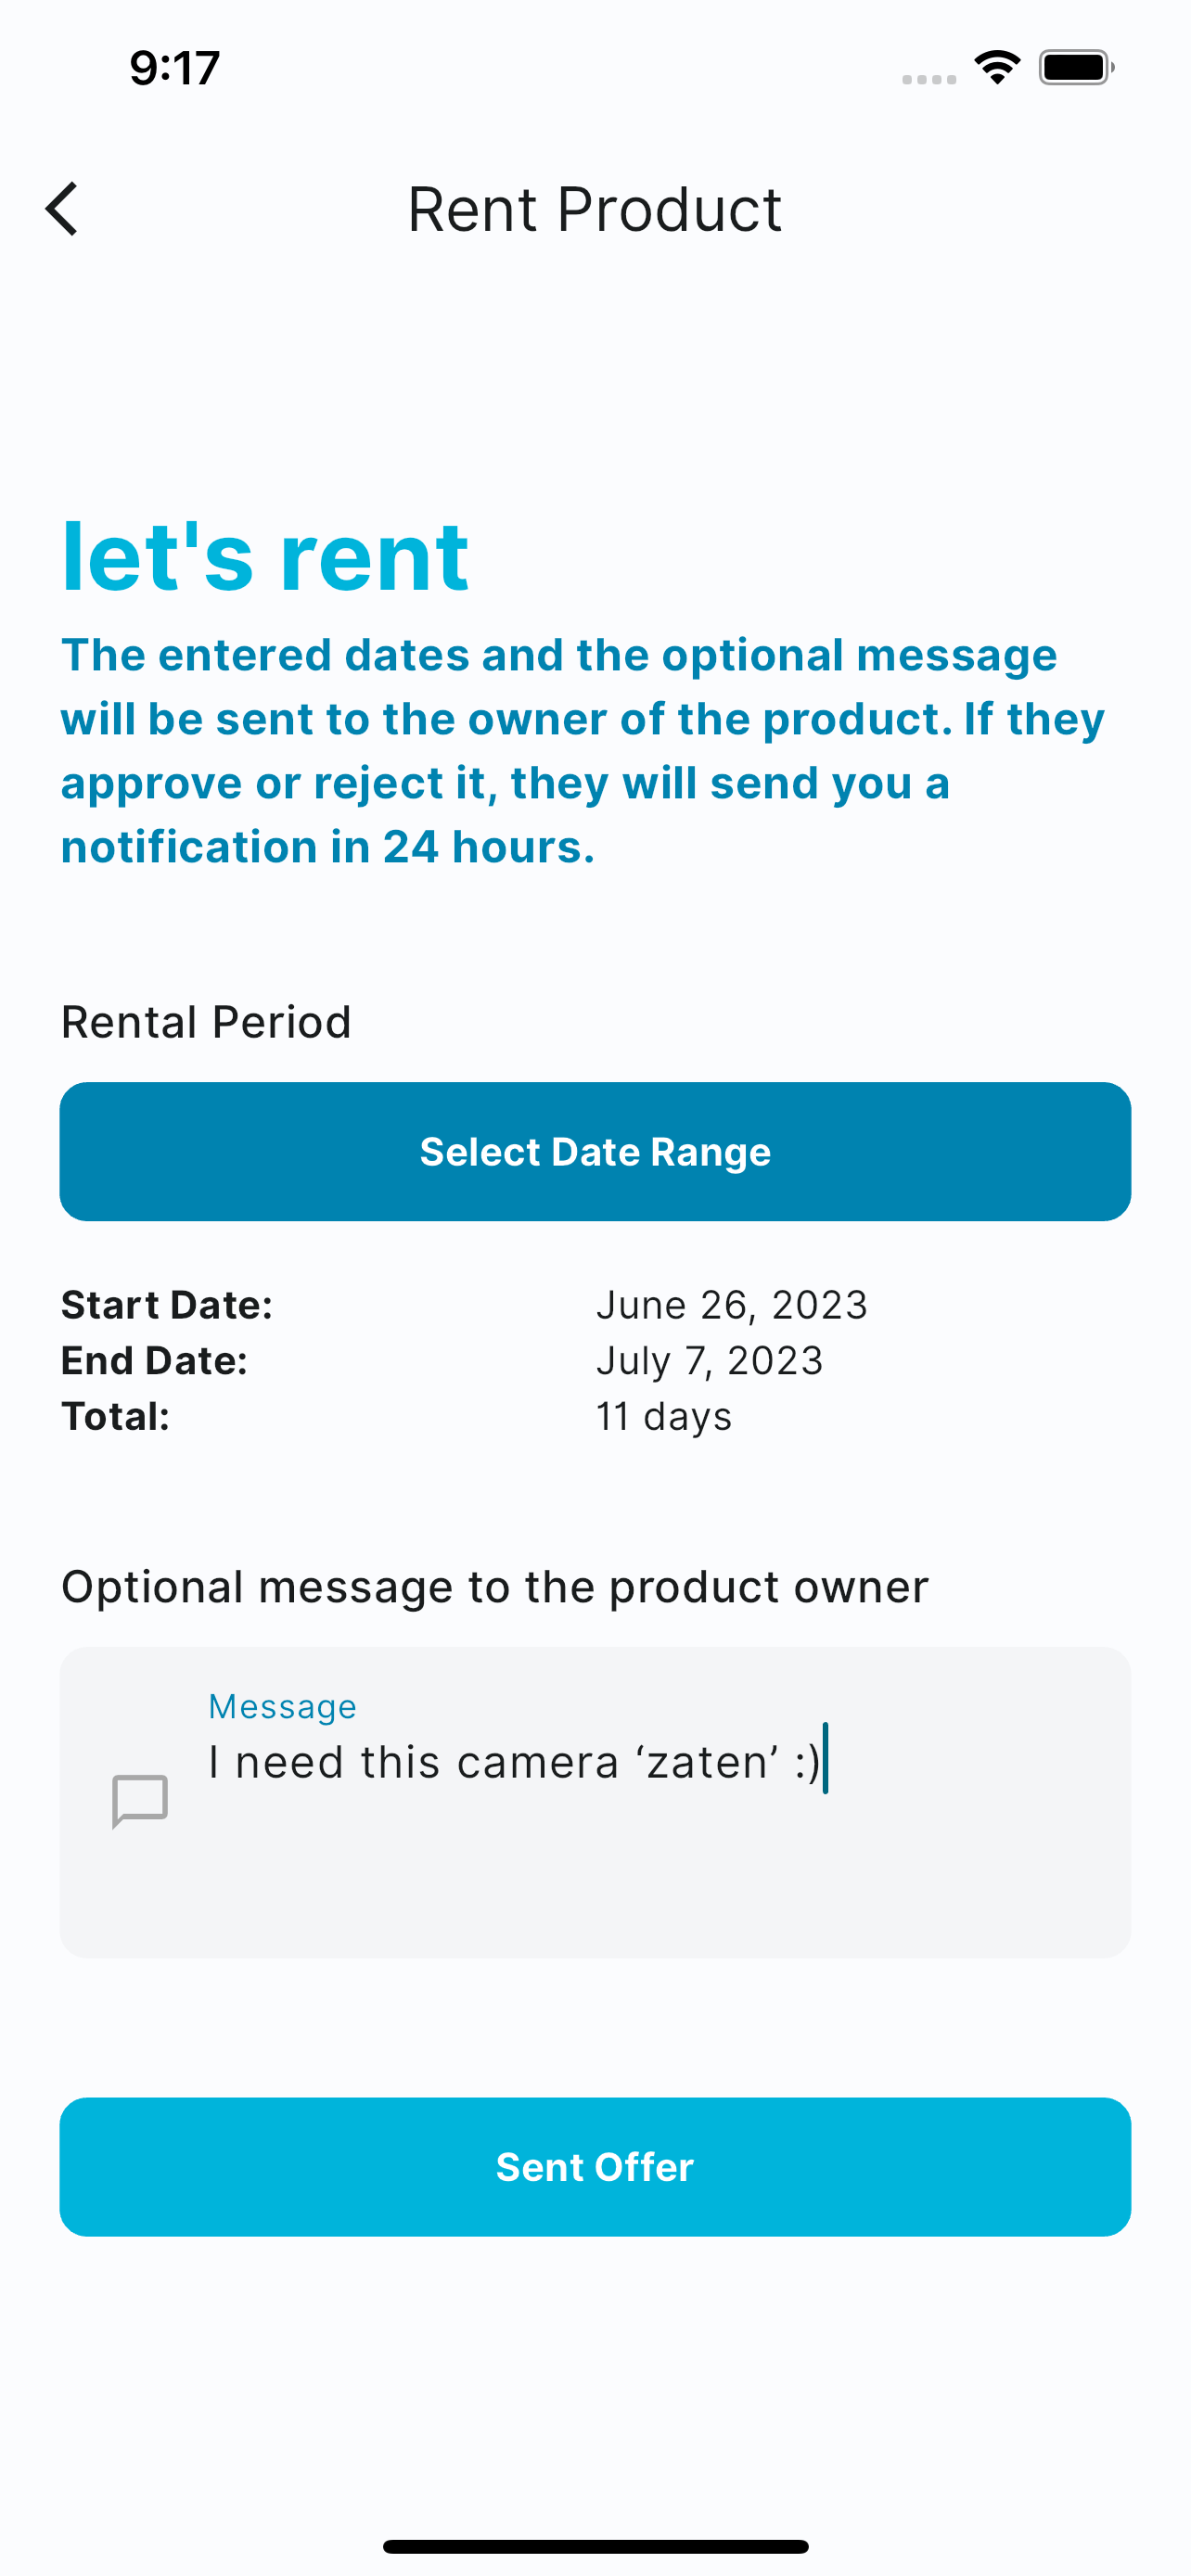 9:17
Rent Product
let's rent
The entered dates and the optional message
will be sent to the owner of the product. If they
approve or reject it, they will send you a
notification in 24 hours.
Rental Period
Select Date Range
Start Date: June 26, 2023
End Date: July 7, 2023
Total: 11 days
Optional message to the product owner
Message
I need this camera ‘zaten’ :)
Sent Offer